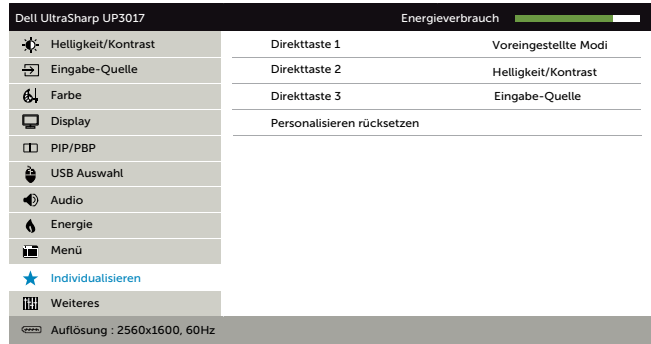 Dell UltraSharp UP3017 Energieverbrauch
Helligkeit/Kontrast Direkttaste 1 Voreingestellte Modi
Eingabe-Quelle Direkttaste 2 Helligkeit/Kontrast
Farbe Direkttaste 3 Eingabe-Quelle
Display Personalisieren rücksetzen
PIP/PBP
USB Auswahl
Audio
Energie
Menü
Individualisieren
Weiteres
Auflösung : 2560x1600, 60Hz